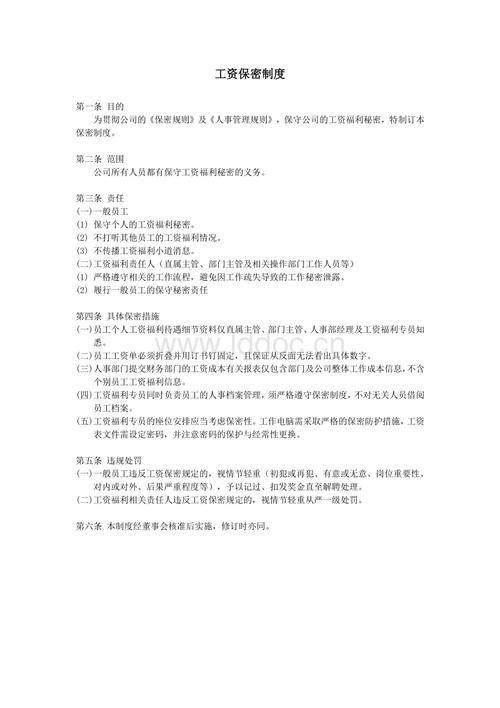 工资保密制度
第一条 目的
为贯彻公司的《保密规则》及《人事管理规则》，保守公司的工资福利秘密，特制订本
保密制度。
第二条 范围
公司所有人员都有保守工资福利秘密的义务。
第三条 责任
(一)一般员工
(1) 保守个人的工资福利秘密。
(2) 不打听其他员工的工资福利情况。
(3) 不传播工资福利小道消息。
(二)工资福利责任人（直属主管、部门主管及相关操作部门工作人员等）
(1) 严格遵守相关的工作流程，避免因工作疏失导致的工作秘密泄露。
(2) 履行一般员工的保守秘密责任
第四条 具体保密措施
(一)员工个人工资福利待遇细节资料仅直属主管、部门主管、人事部经理及工资福利专员知
悉。
(二)员工工资单必须折叠并用订书钉固定，且保证从反面无法看出具体数字。
(三)人事部门提交财务部门的工资成本有关报表仅包含部门及公司整体工作成本信息，不含
个别员工工资福利信息。
(四)工资福利专员同时负责员工的人事档案管理，须严格遵守保密制度，不对无关人员借阅
员工档案。
(五)工资福利专员的座位安排应当考虑保密性。工作电脑需采取严格的保密防护措施，工资
表文件需设定密码，并注意密码的保护与经常性更换。
第五条 违规处罚
(一)一般员工违反工资保密规定的，视情节轻重（初犯或再犯、有意或无意、岗位重要性、
对内或对外、后果严重程度等），予以记过、扣发奖金直至解聘处理。
(二)工资福利相关责任人违反工资保密规定的，视情节轻重从严一级处罚。
第六条 本制度经董事会核准后实施，修订时亦同。
www.lddoc.cn